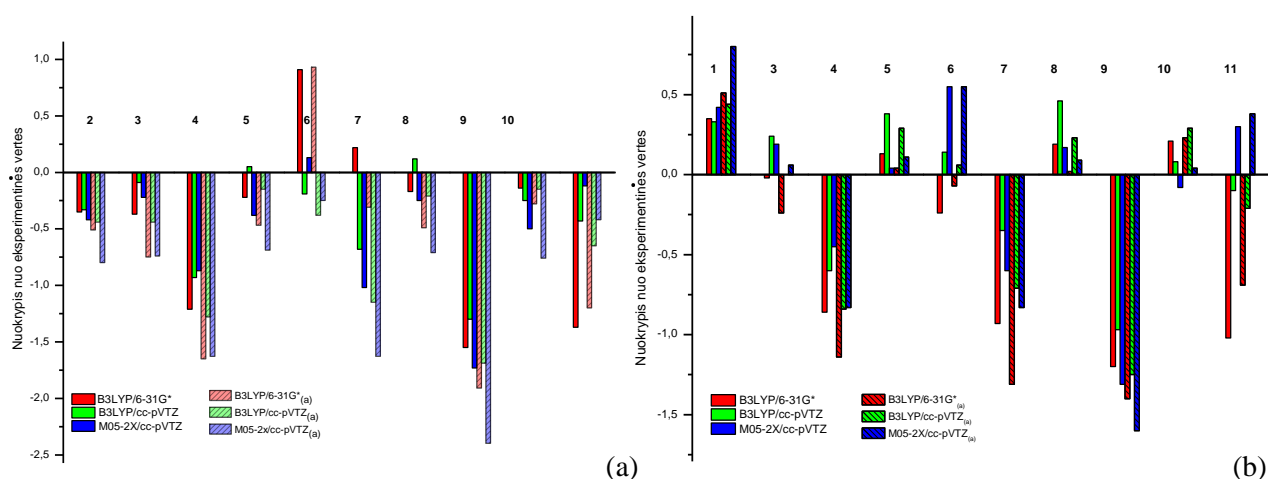 Nuokrypis nuo eksperimentinės vertės
1,0
0,5
0,0
-0,5
-1,0
-1,5
-2,0
-2,5
2 3 4 5 6 7 8 9 10
B3LYP/6-31G*
B3LYP/cc-pVTZ
M05-2X/cc-pVTZ
B3LYP/6-31G*(a)
B3LYP/cc-pVTZ(a)
M05-2x/cc-pVTZ(a)
(a)
Nuokrypis nuo eksperimentinės vertės
0,5
0,0
-0,5
-1,0
-1,5
1 3 4 5 6 7 8 9 10 11
B3LYP/6-31G*
B3LYP/cc-pVTZ
M05-2X/cc-pVTZ
B3LYP/6-31G*(a)
B3LYP/cc-pVTZ(a)
M05-2X/cc-pVTZ(a)
(b)